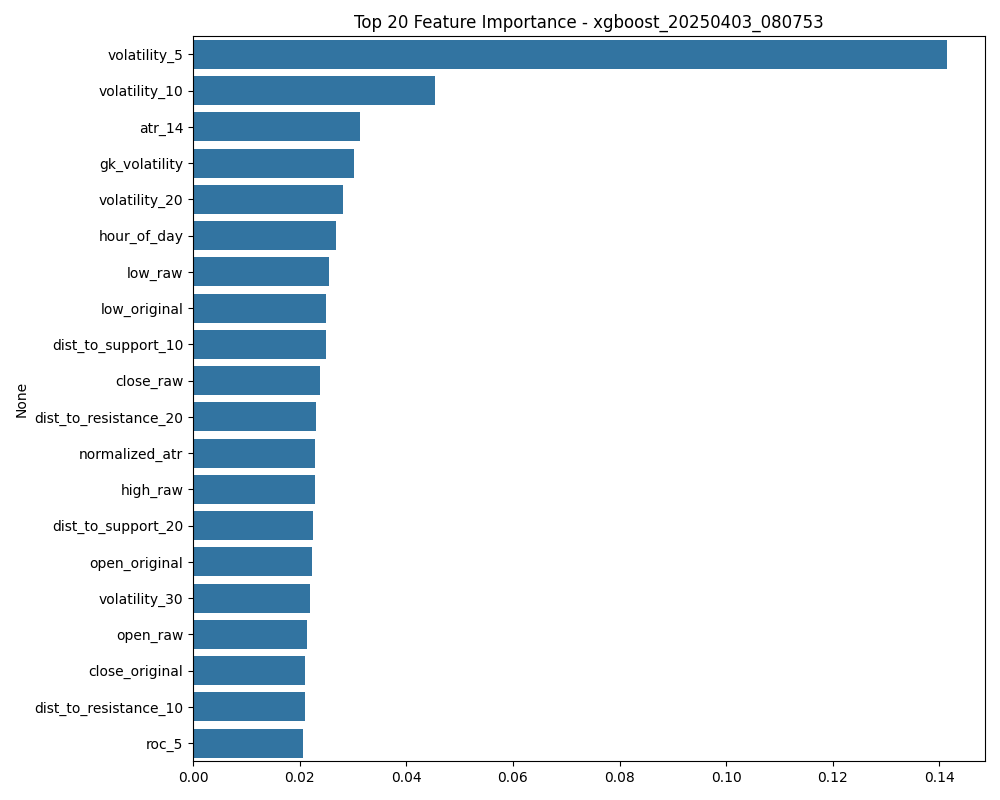 Top 20 Feature Importance - xgboost_20250403_080753
volatility_5
volatility_10
atr_14
gk_volatility
volatility_20
hour_of_day
low_raw
low_original
dist_to_support_10
close_raw
dist_to_resistance_20
normalized_atr
high_raw
dist_to_support_20
open_original
volatility_30
open_raw
close_original
dist_to_resistance_10
roc_5
None
0.00 0.02 0.04 0.06 0.08 0.10 0.12 0.14